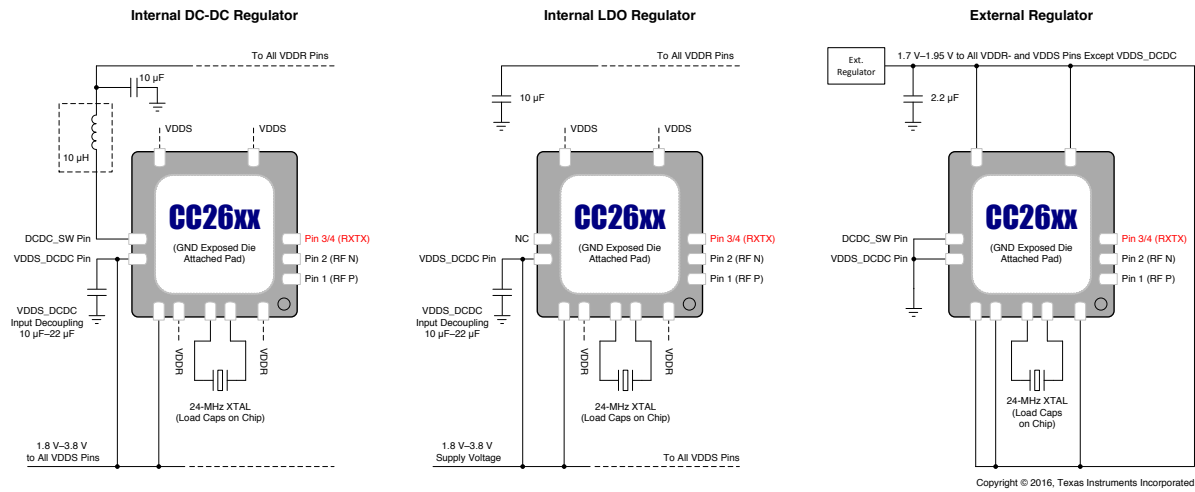 Internal DC-DC Regulator
To All VDDR Pins
10 µF
10 µH
VDDS
VDDS
CC26xx
(GND Exposed Die
Attached Pad)
DCDC_SW Pin
VDDS_DCDC Pin
Pin 3/4 (RXTX)
Pin 2 (RF N)
Pin 1 (RF P)
VDDS_DCDC
Input Decoupling
10 µF–22 µF
VDDR
VDDR
24-MHz XTAL
(Load Caps on Chip)
1.8 V–3.8 V
to All VDDS Pins
Internal LDO Regulator
To All VDDR Pins
10 µF
VDDS
VDDS
CC26xx
(GND Exposed Die
Attached Pad)
NC
VDDS_DCDC Pin
Pin 3/4 (RXTX)
Pin 2 (RF N)
Pin 1 (RF P)
VDDS_DCDC
Input Decoupling
10 µF–22 µF
VDDR
VDDR
24-MHz XTAL
(Load Caps on Chip)
1.8 V–3.8 V
Supply Voltage
To All VDDS Pins
External Regulator
Ext.
Regulator
1.7 V–1.95 V to All VDDR- and VDDS Pins Except VDDS_DCDC
2.2 µF
CC26xx
(GND Exposed Die
Attached Pad)
DCDC_SW Pin
VDDS_DCDC Pin
Pin 3/4 (RXTX)
Pin 2 (RF N)
Pin 1 (RF P)
24-MHz XTAL
(Load Caps
on Chip)
Copyright © 2016, Texas Instruments Incorporated